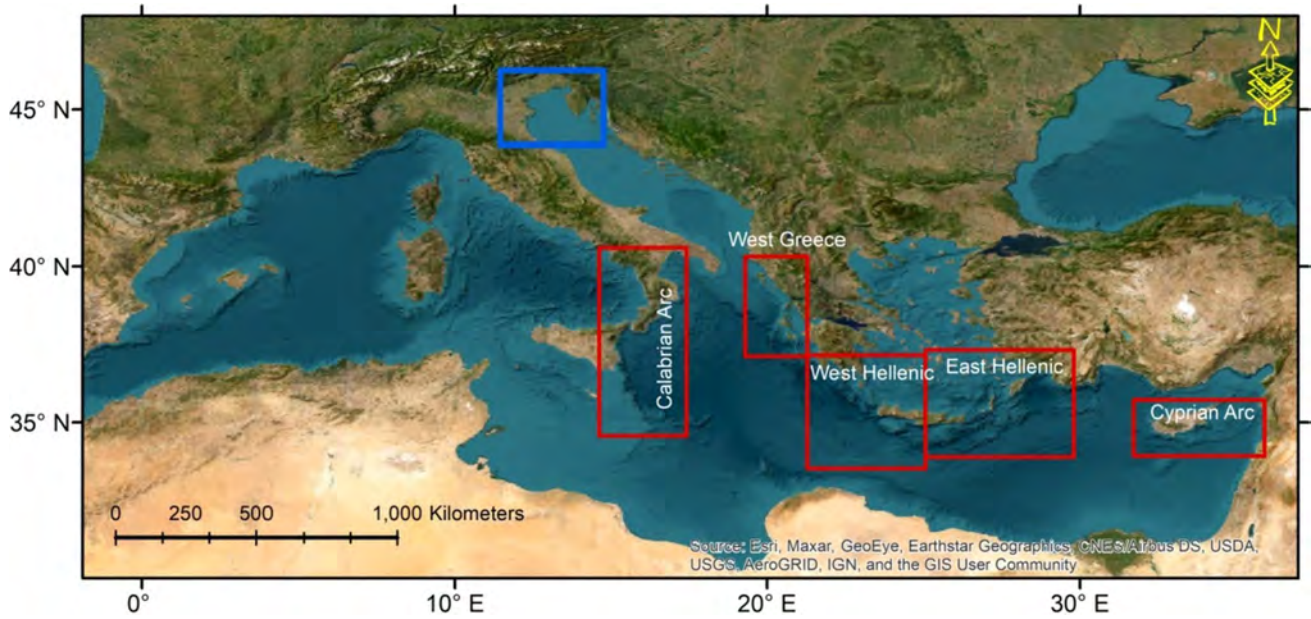 N
45° N
40° N
35° N
West Greece
Calabrian Arc
West Hellenic
East Hellenic
Cyprian Arc
0 250 500 1,000 Kilometers
Source: Esri, Maxar, GeoEye, Earthstar Geographics, CNES/Airbus DS, USDA,
USGS, AeroGRID, IGN, and the GIS User Community
0° 10° E 20° E 30° E